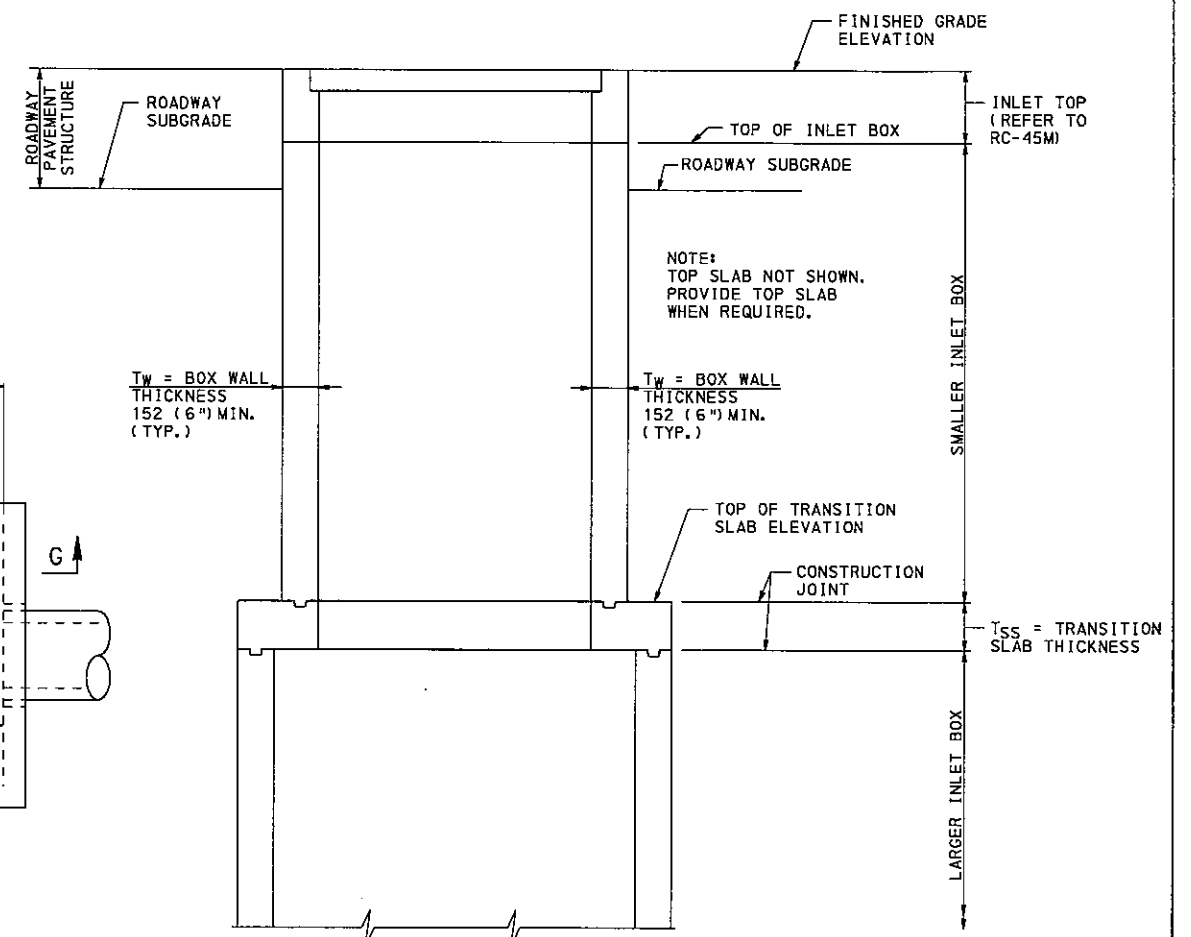 FINISHED GRADE
ELEVATION
ROADWAY
PAVEMENT
STRUCTURE
ROADWAY
SUBGRADE
INLET TOP
(REFER TO
RC-45M)
TOP OF INLET BOX
ROADWAY SUBGRADE
NOTE:
TOP SLAB NOT SHOWN.
PROVIDE TOP SLAB
WHEN REQUIRED.
SMALLER INLET BOX
TW = BOX WALL
THICKNESS
152 (6") MIN.
(TYP.)
TW = BOX WALL
THICKNESS
152 (6") MIN.
(TYP.)
TOP OF TRANSITION
SLAB ELEVATION
G
CONSTRUCTION
JOINT
TSS = TRANSITION
SLAB THICKNESS
LARGER INLET BOX